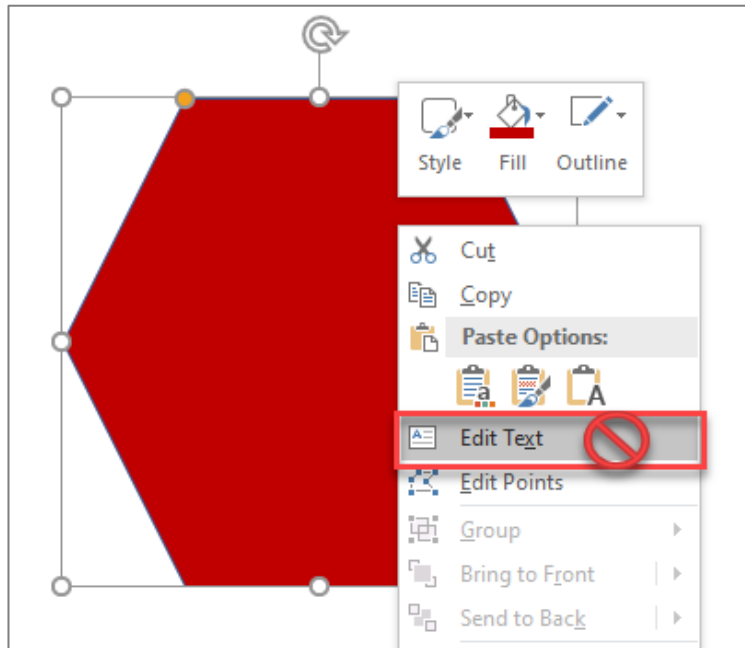 Style Fill Outline
Cut
Copy
Paste Options:
a A
Edit Text
Edit Points
Group
Bring to Front
Send to Back